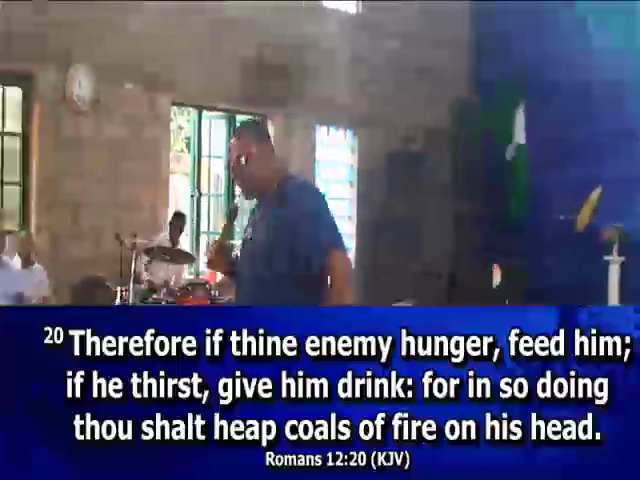 20 Therefore if thine enemy hunger, feed him;
if he thirst, give him drink: for in so doing
thou shalt heap coals of fire on his head.
Romans 12:20 (KJV)